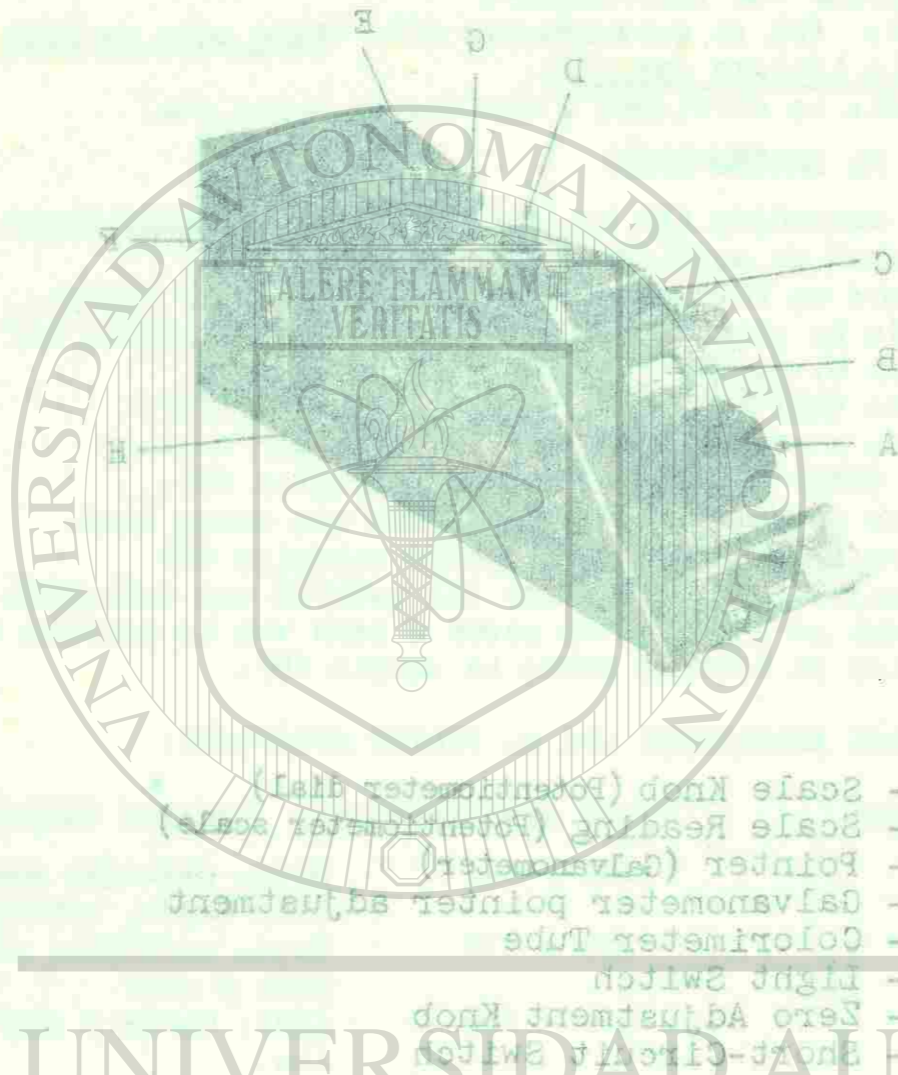 E
G
D
F
C
B
A
H
UNIVERSIDAD AUTONOMA DE NUEVO LEON
ALERE FLAMMAM
VERITATIS
- Scale Knob (Potentiometer dial)
- Scale Reading (Potentiometer scale)
- Pointer (Galvanometer)
- Galvanometer pointer adjustment
- Colorimeter Tube
- Light Switch
- Zero Adjustment Knob
- Short-Circuit Switch
UNIVERSIDAD AU